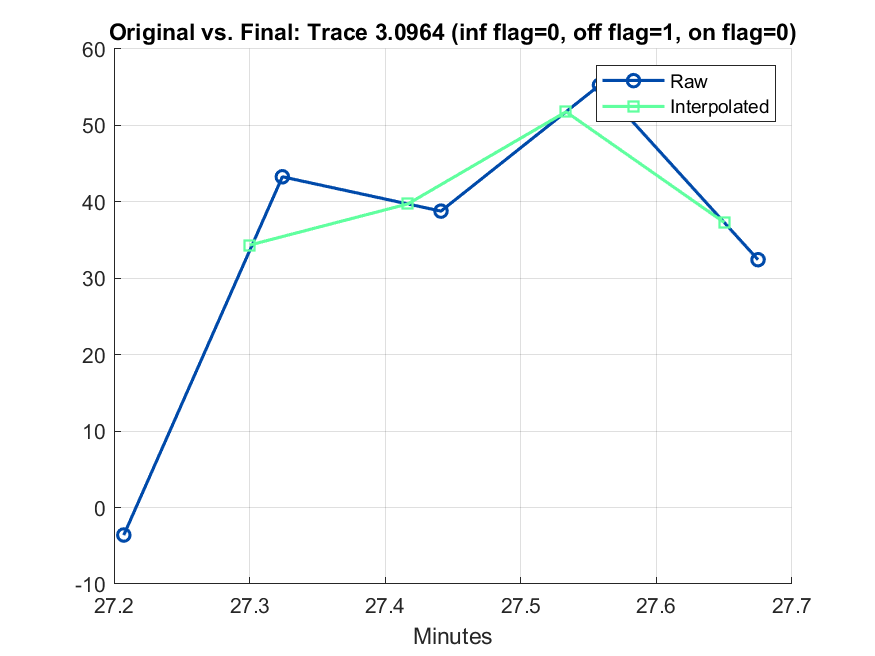 Original vs. Final: Trace 3.0964 (inf flag=0, off flag=1, on flag=0)
60
50
40
30
20
10
0
-10
Raw
Interpolated
27.2 27.3 27.4 27.5 27.6 27.7
Minutes